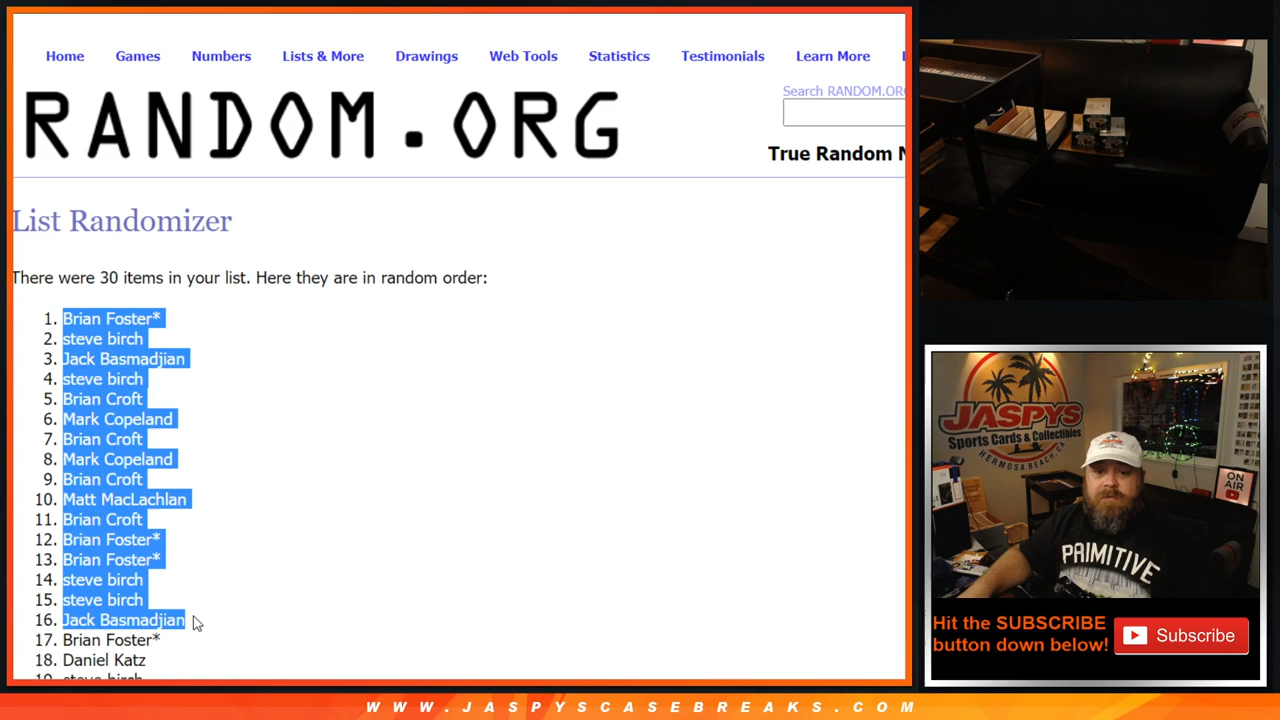 Home Games Numbers Lists & More Drawings Web Tools Statistics Testimonials Learn More
Search RANDOM.OR
RANDOM.ORG
True Random
List Randomizer
There were 30 items in your list. Here they are in random order:
1. Brian Foster*
2. steve birch
3. Jack Basmadjian
4. steve birch
5. Brian Croft
6. Mark Copeland
7. Brian Croft
8. Mark Copeland
9. Brian Croft
10. Matt MacLachlan
11. Brian Croft
12. Brian Foster*
13. Brian Foster*
14. steve birch
15. steve birch
16. Jack Basmadjian
17. Brian Foster*
18. Daniel Katz
19. steve birch
JASPYS
Sports Cards & Collectibles
HERMOSA BEACH, CA
ON
AIR
PRIMITIVE
Hit the SUBSCRIBE
button down below!
Subscribe
WWW.JASPYSCASEBREAKS.COM